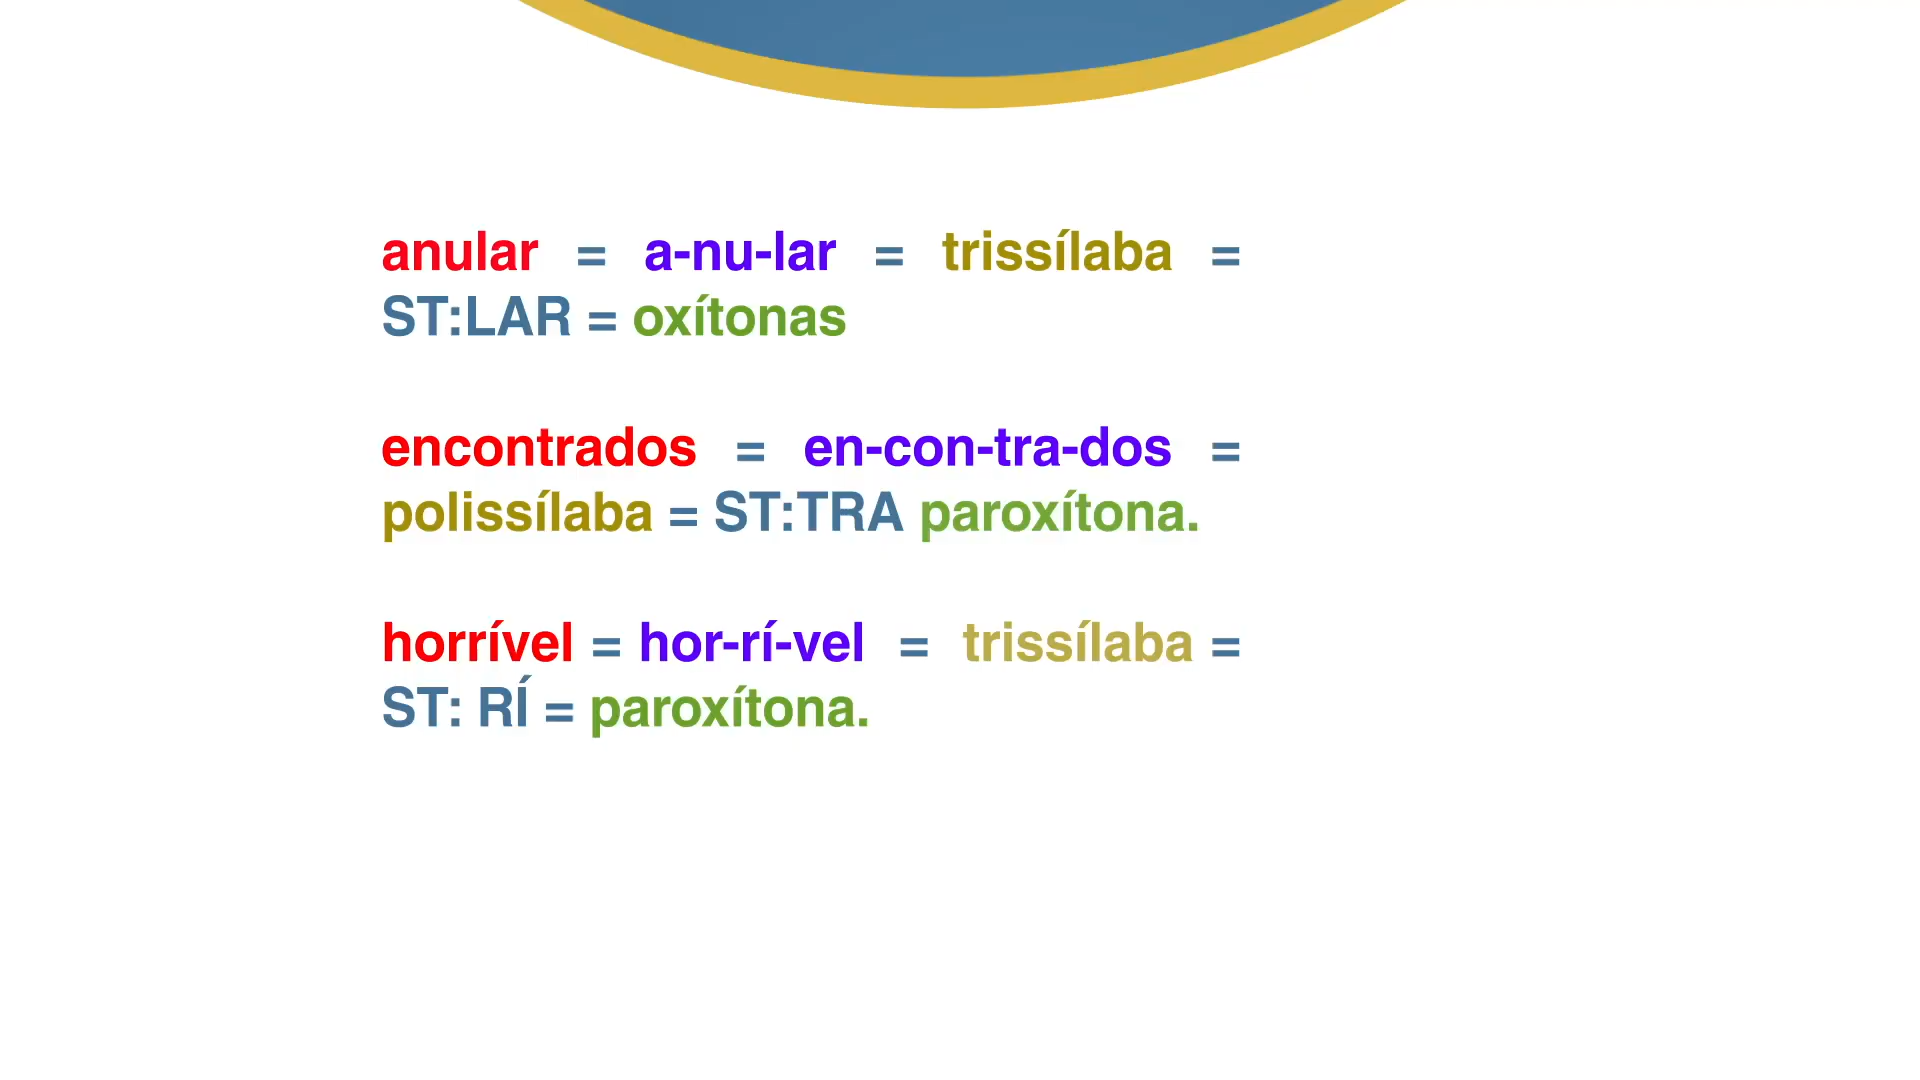 anular = a-nu-lar = trissílaba =
ST:LAR = oxítonas
encontrados = en-con-tra-dos =
polissílaba = ST:TRA paroxítona.
horrível = hor-rí-vel = trissílaba =
ST: RÍ = paroxítona.